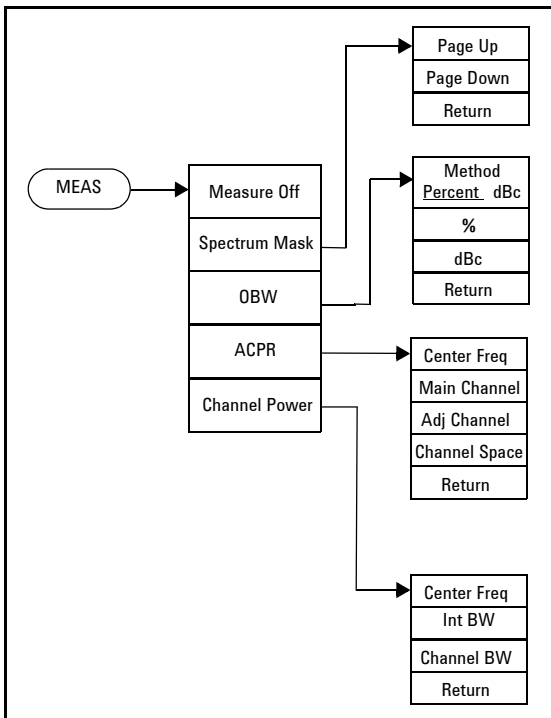 MEAS
Measure Off
Spectrum Mask
OBW
ACPR
Channel Power
Page Up
Page Down
Return
Method
Percent dBc
%
dBc
Return
Center Freq
Main Channel
Adj Channel
Channel Space
Return
Center Freq
Int BW
Channel BW
Return